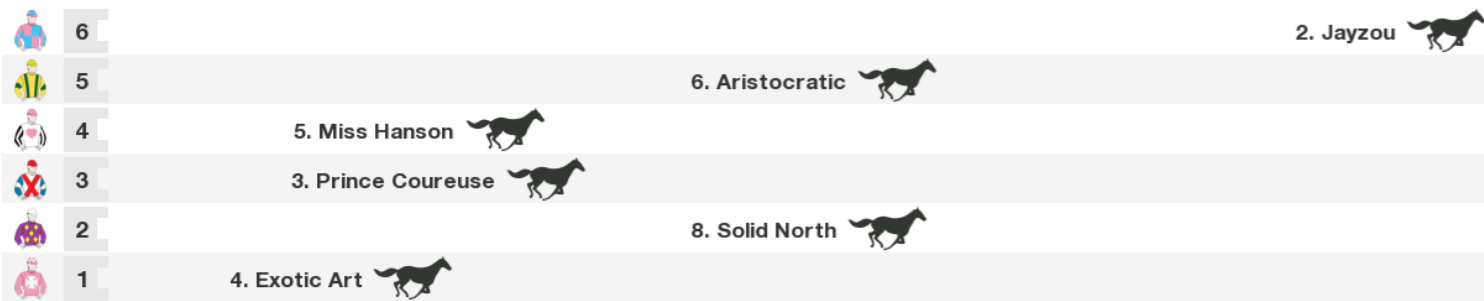 6 2. Jayzou
5 6. Aristocratic
4 5. Miss Hanson
3 3. Prince Coureuse
2 8. Solid North
1 4. Exotic Art